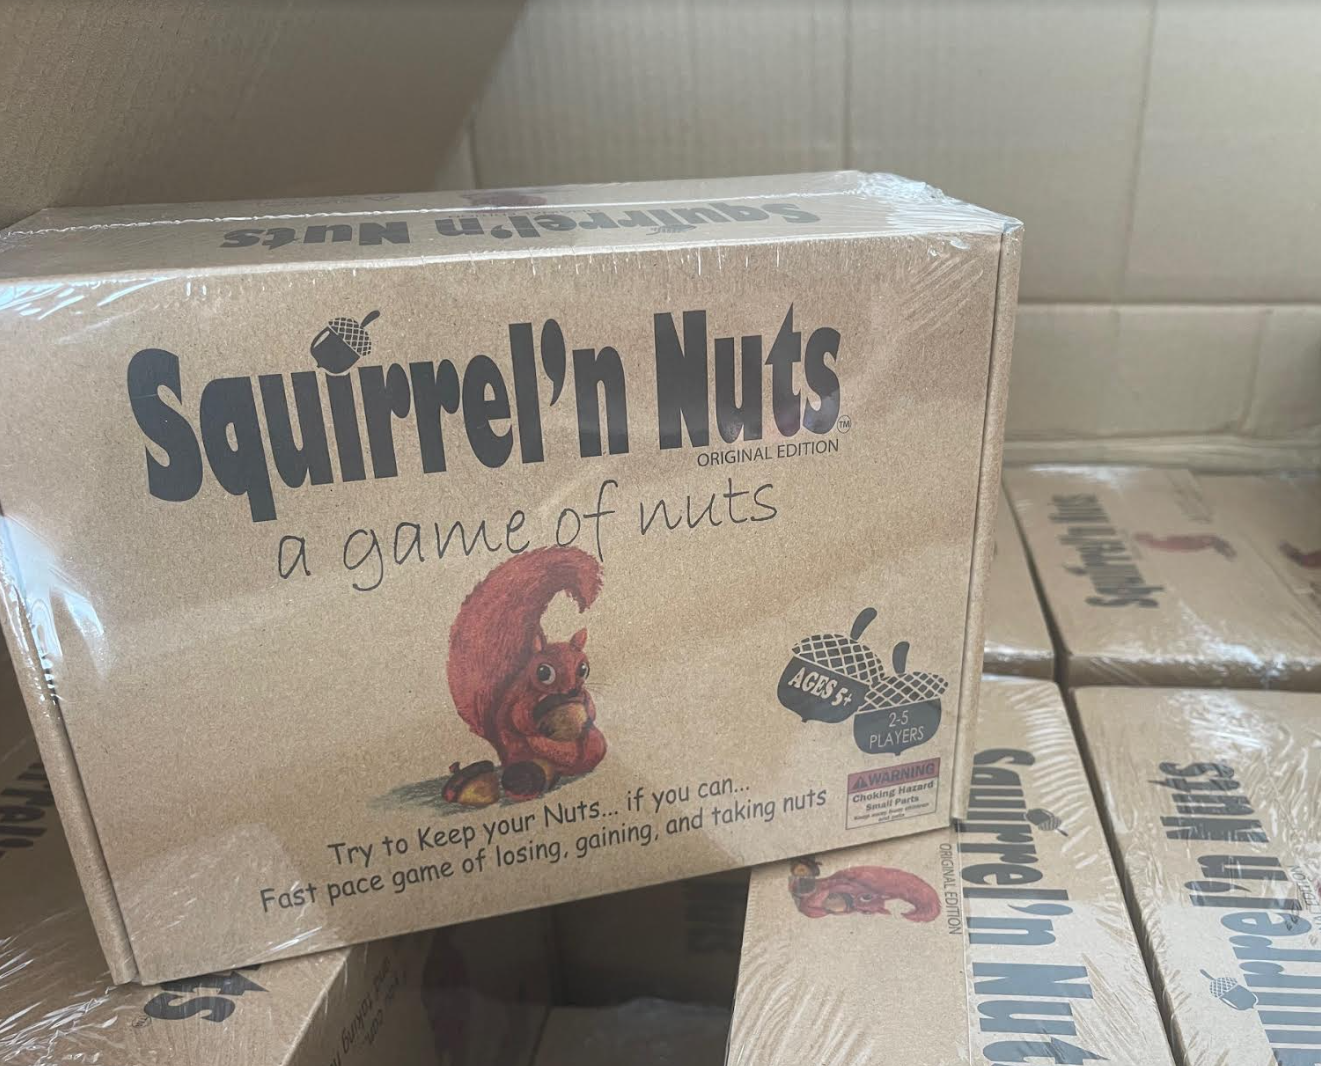 Squirrel'n Nuts
Squirrel'n Nuts
TM
ORIGINAL EDITION
a game of nuts
AGES 5+
2-5
PLAYERS
WARNING
Choking Hazard
Small Parts
Try to Keep your Nuts... if you can...
Fast pace game of losing, gaining, and taking nuts
Squirrel'n Nuts
ORIGINAL EDITION
Squirrel'n Nuts
Squirrel'n Nuts